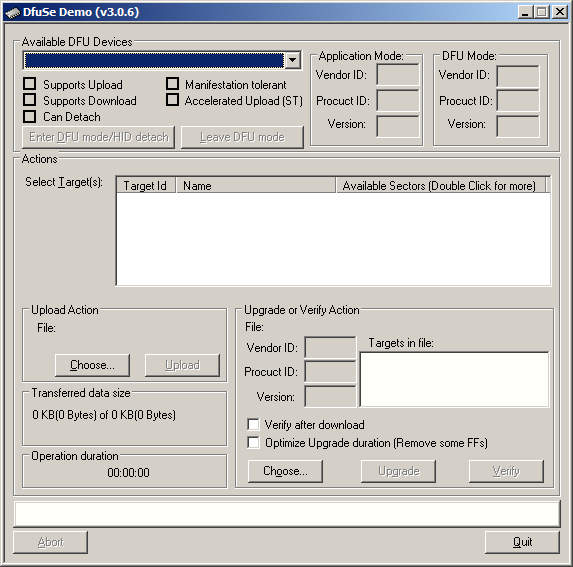 DfuSe Demo (v3.0.6)
Available DFU Devices
Supports Upload
Manifestation tolerant
Supports Download
Accelerated Upload (ST)
Can Detach
Enter DFU mode/HID detach
Leave DFU mode
Application Mode:
Vendor ID:
Procuct ID:
Version:
DFU Mode:
Vendor ID:
Procuct ID:
Version:
Actions
Select Target(s):
Target Id Name Available Sectors (Double Click for more)
Upload Action
File:
Choose...
Upload
Transferred data size
0 KB(0 Bytes) of 0 KB(0 Bytes)
Operation duration
00:00:00
Upgrade or Verify Action
File:
Vendor ID:
Procuct ID:
Version:
Targets in file:
Verify after download
Optimize Upgrade duration (Remove some FFs)
Choose...
Upgrade
Verify
Abort
Quit